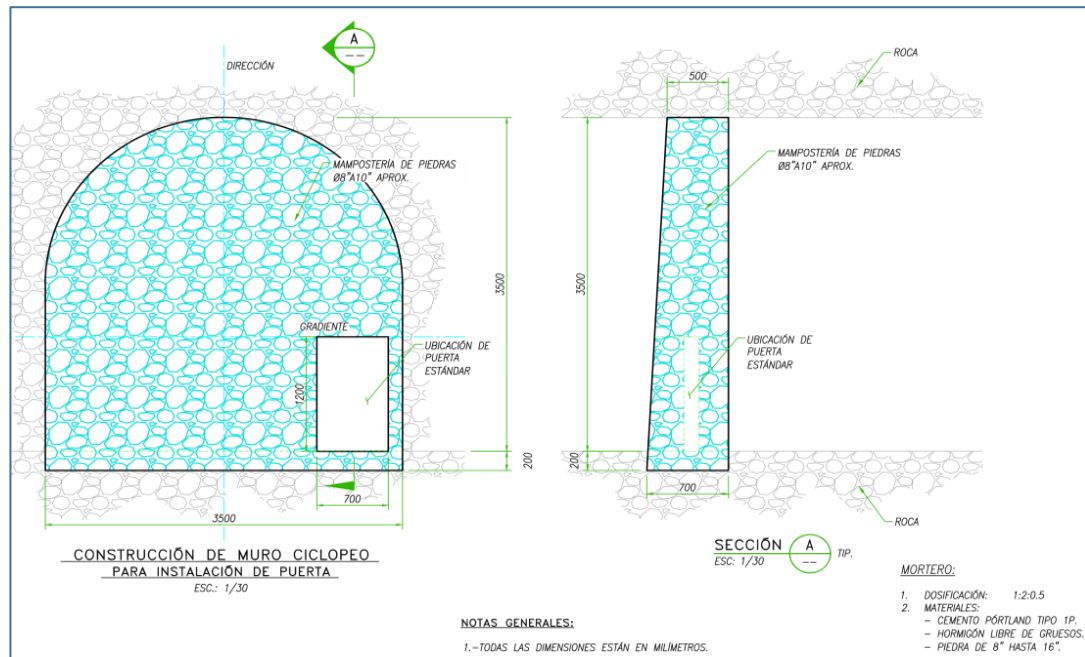 A
--
DIRECCIÓN
MAMPOSTERÍA DE PIEDRAS
Ø8"A10" APROX.
3500
GRADIENTE
UBICACIÓN DE
PUERTA
ESTÁNDAR
1200
200
700
3500
CONSTRUCCIÓN DE MURO CICLOPEO
PARA INSTALACIÓN DE PUERTA
ESC.: 1/30
ROCA
500
MAMPOSTERÍA DE PIEDRAS
Ø8"A10" APROX.
3500
UBICACIÓN DE
PUERTA
ESTÁNDAR
200
700
ROCA
SECCIÓN A TIP.
ESC: 1/30 --
MORTERO:
1. DOSIFICACIÓN: 1:2:0.5
2. MATERIALES:
- CEMENTO PÓRTLAND TIPO 1P.
- HORMIGÓN LIBRE DE GRUESOS.
- PIEDRA DE 8" HASTA 16".
NOTAS GENERALES:
1.-TODAS LAS DIMENSIONES ESTÁN EN MILÍMETROS.